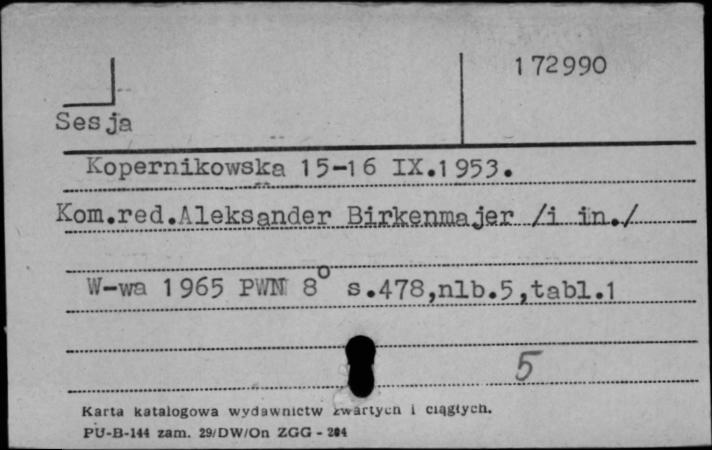 172990
Sesja
Kopernikowska 15-16 IX.1953.
Kom.red.Aleksander Birkenmajer /i in./
W-wa 1965 PWN 8° s.478,nlb.5,tabl.1
5
Karta katalogowa wydawnictw zwartych i ciągłych.
PU-B-144 zam. 29/DW/On ZGG - 204